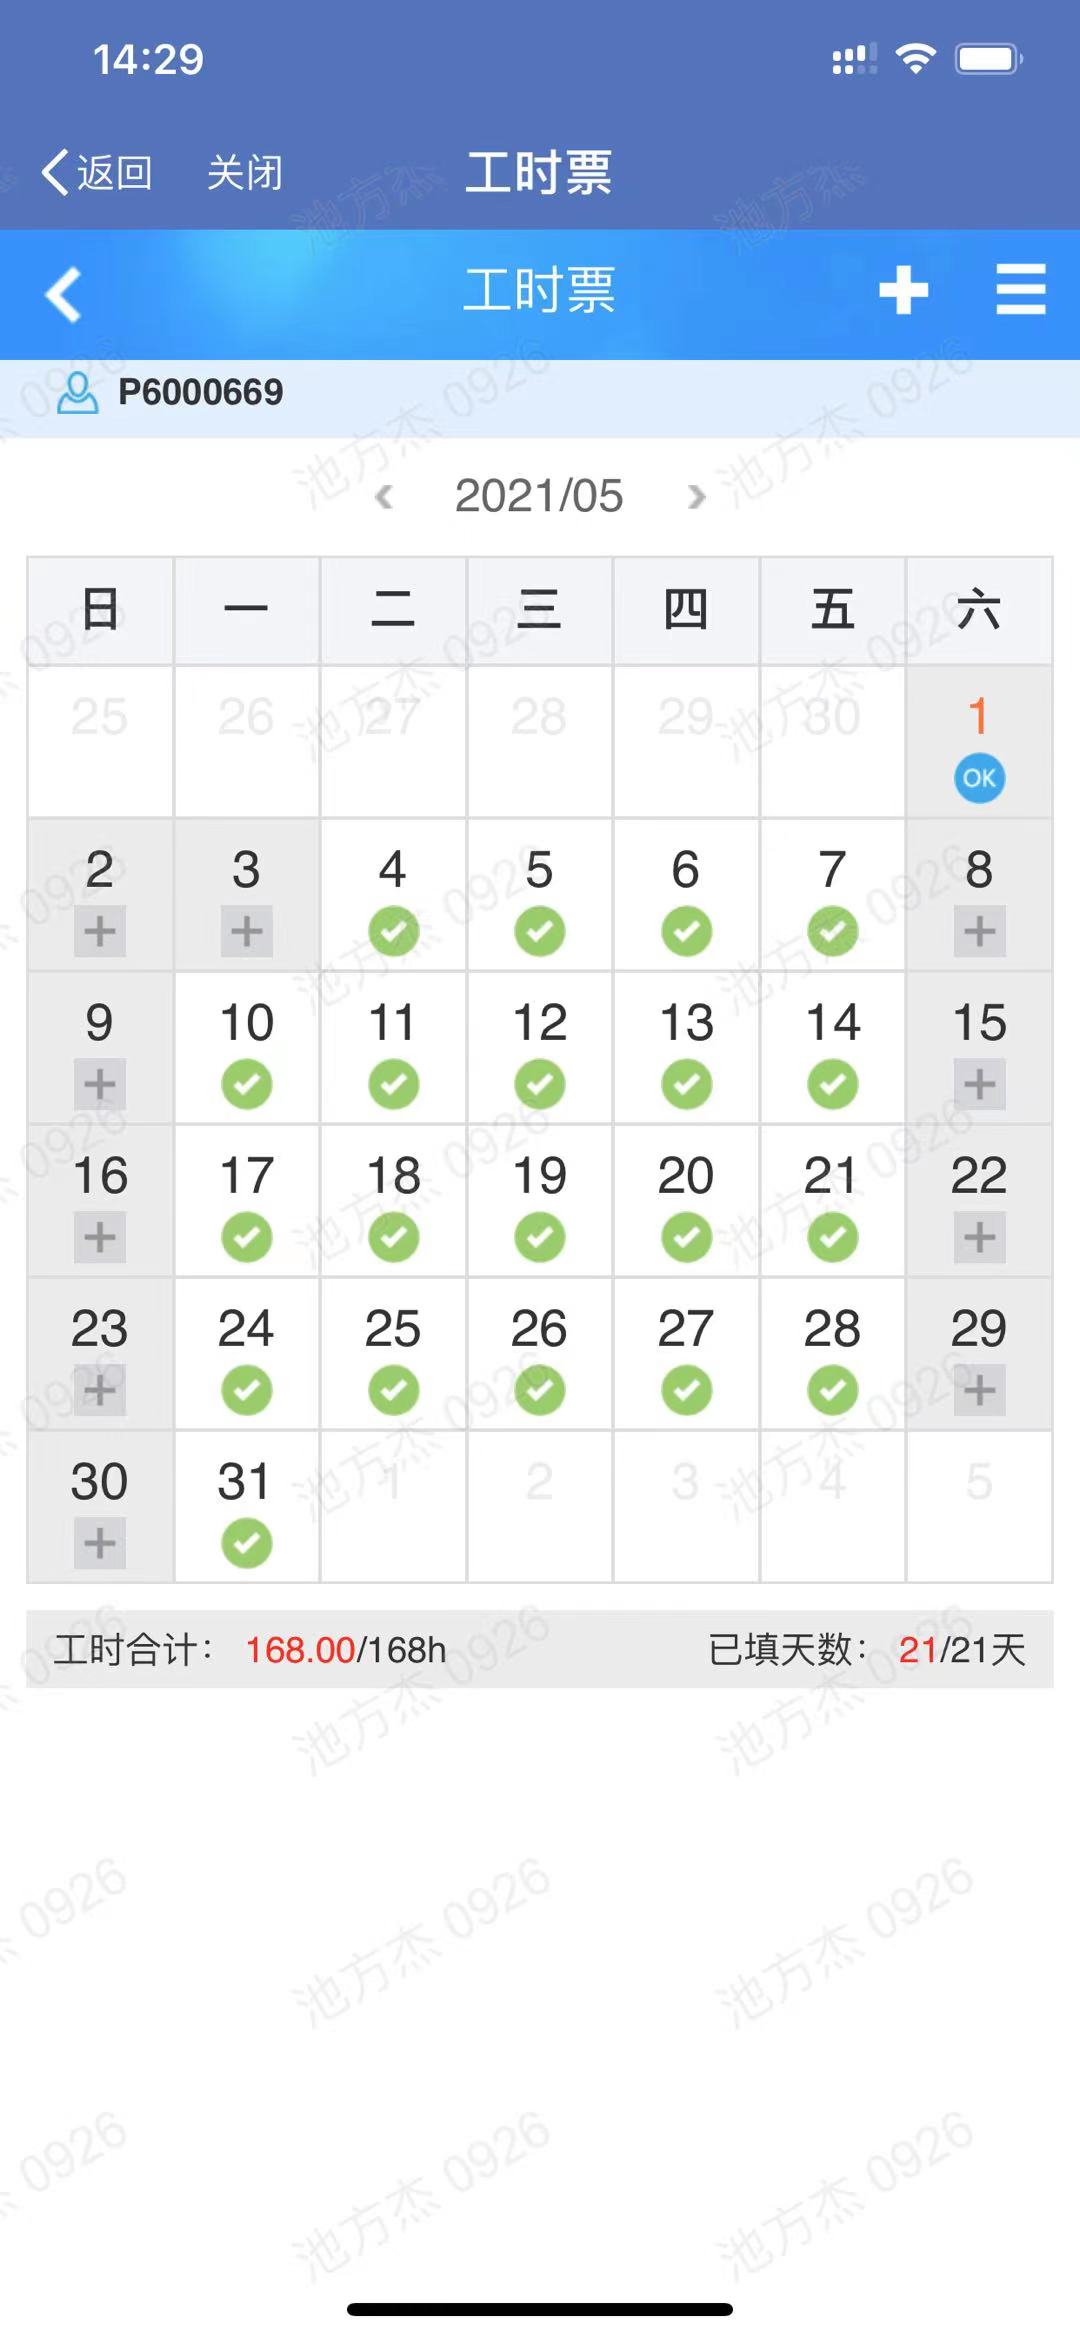 14:29
返回 关闭 工时票
工时票
P6000669
2021/05
日 一 二 三 四 五 六
25 26 27 28 29 30 1
OK
2 3 4 5 6 7 8
9 10 11 12 13 14 15
16 17 18 19 20 21 22
23 24 25 26 27 28 29
30 31 1 2 3 4 5
工时合计： 168.00/168h 已填天数： 21/21天
池方杰 0926